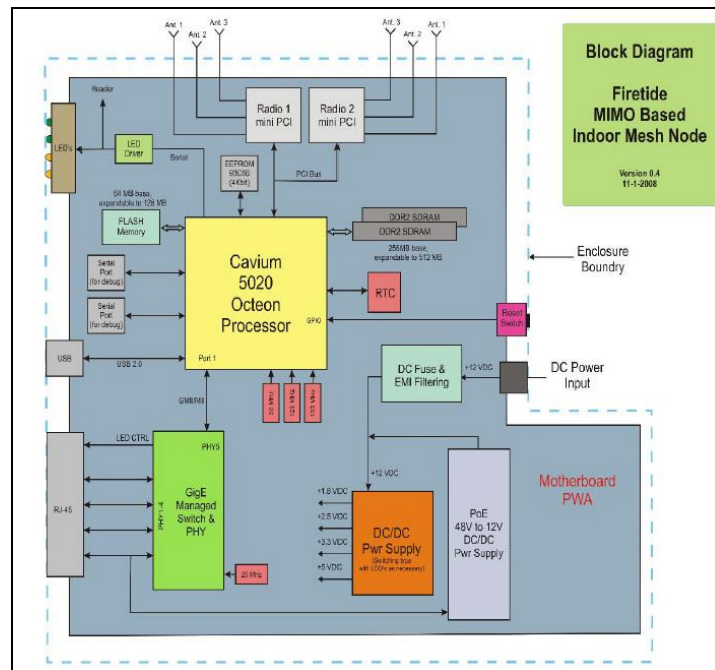 Ant. 1
Ant. 2
Ant. 3
Ant. 3
Ant. 2
Ant. 1
Block Diagram
Firetide
MIMO Based
Indoor Mesh Node
Version 0.4
11-1-2008
Header
LED's
LED
Driver
Serial
Radio 1
mini PCI
Radio 2
mini PCI
EEPROM
(4Kbit)
PCI Bus
64 MB base,
expandable to 128 MB
FLASH
Memory
DDR2 SDRAM
DDR2 SDRAM
256MB base,
expandable to 512 MB
Enclosure
Boundry
Serial
Port
(for debug)
Cavium
5020
Octeon
Processor
RTC
Serial
Port
(for debug)
GPIO
Reset
Switch
USB
USB 2.0
Port 1
DC Fuse &
EMI Filtering
+12 VDC
DC Power
Input
LED CTRL
PHY5
RJ-45
PHY1-4
GigE
Managed
Switch &
PHY
25 MHz
+12 VDC
+1.8 VDC
+2.5 VDC
+3.3 VDC
+5 VDC
DC/DC
Pwr Supply
(Switching type
with LDO's as necessary)
PoE
48V to 12V
DC/DC
Pwr Supply
Motherboard
PWA